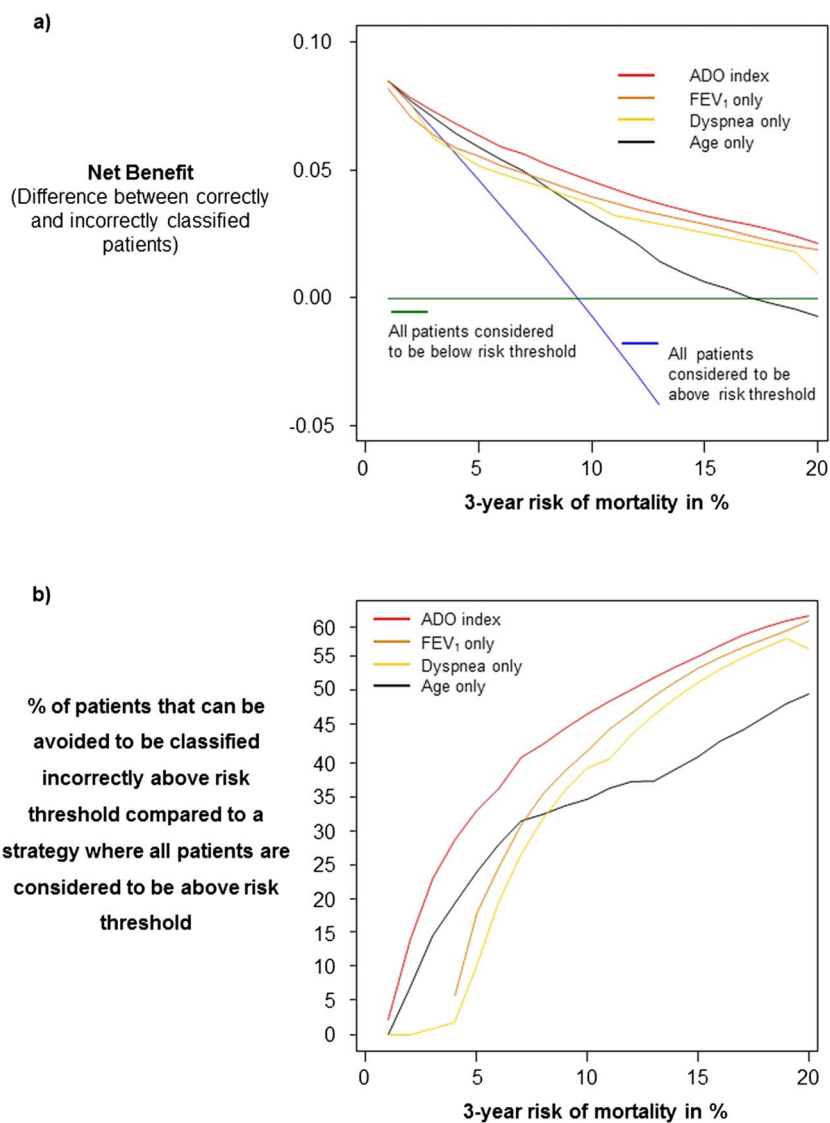 a)
Net Benefit
(Difference between correctly
and incorrectly classified
patients)
0.10
0.05
0.00
-0.05
ADO index
FEV₁ only
Dyspnea only
Age only
All patients considered
to be below risk threshold
All patients
considered to be
above risk threshold
0 5 10 15 20
3-year risk of mortality in %
b)
% of patients that can be
avoided to be classified
incorrectly above risk
threshold compared to a
strategy where all patients are
considered to be above risk
threshold
60
55
50
45
40
35
30
25
20
15
10
5
0
ADO index
FEV₁ only
Dyspnea only
Age only
0 5 10 15 20
3-year risk of mortality in %